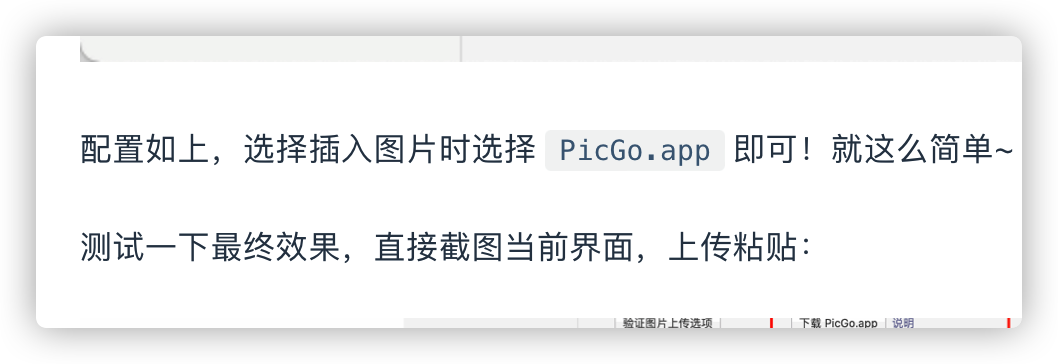 配置如上，选择插入图片时选择 PicGo.app 即可！就这么简单~
测试一下最终效果，直接截图当前界面，上传粘贴：
验证图片上传选项 下载 PicGo.app 说明